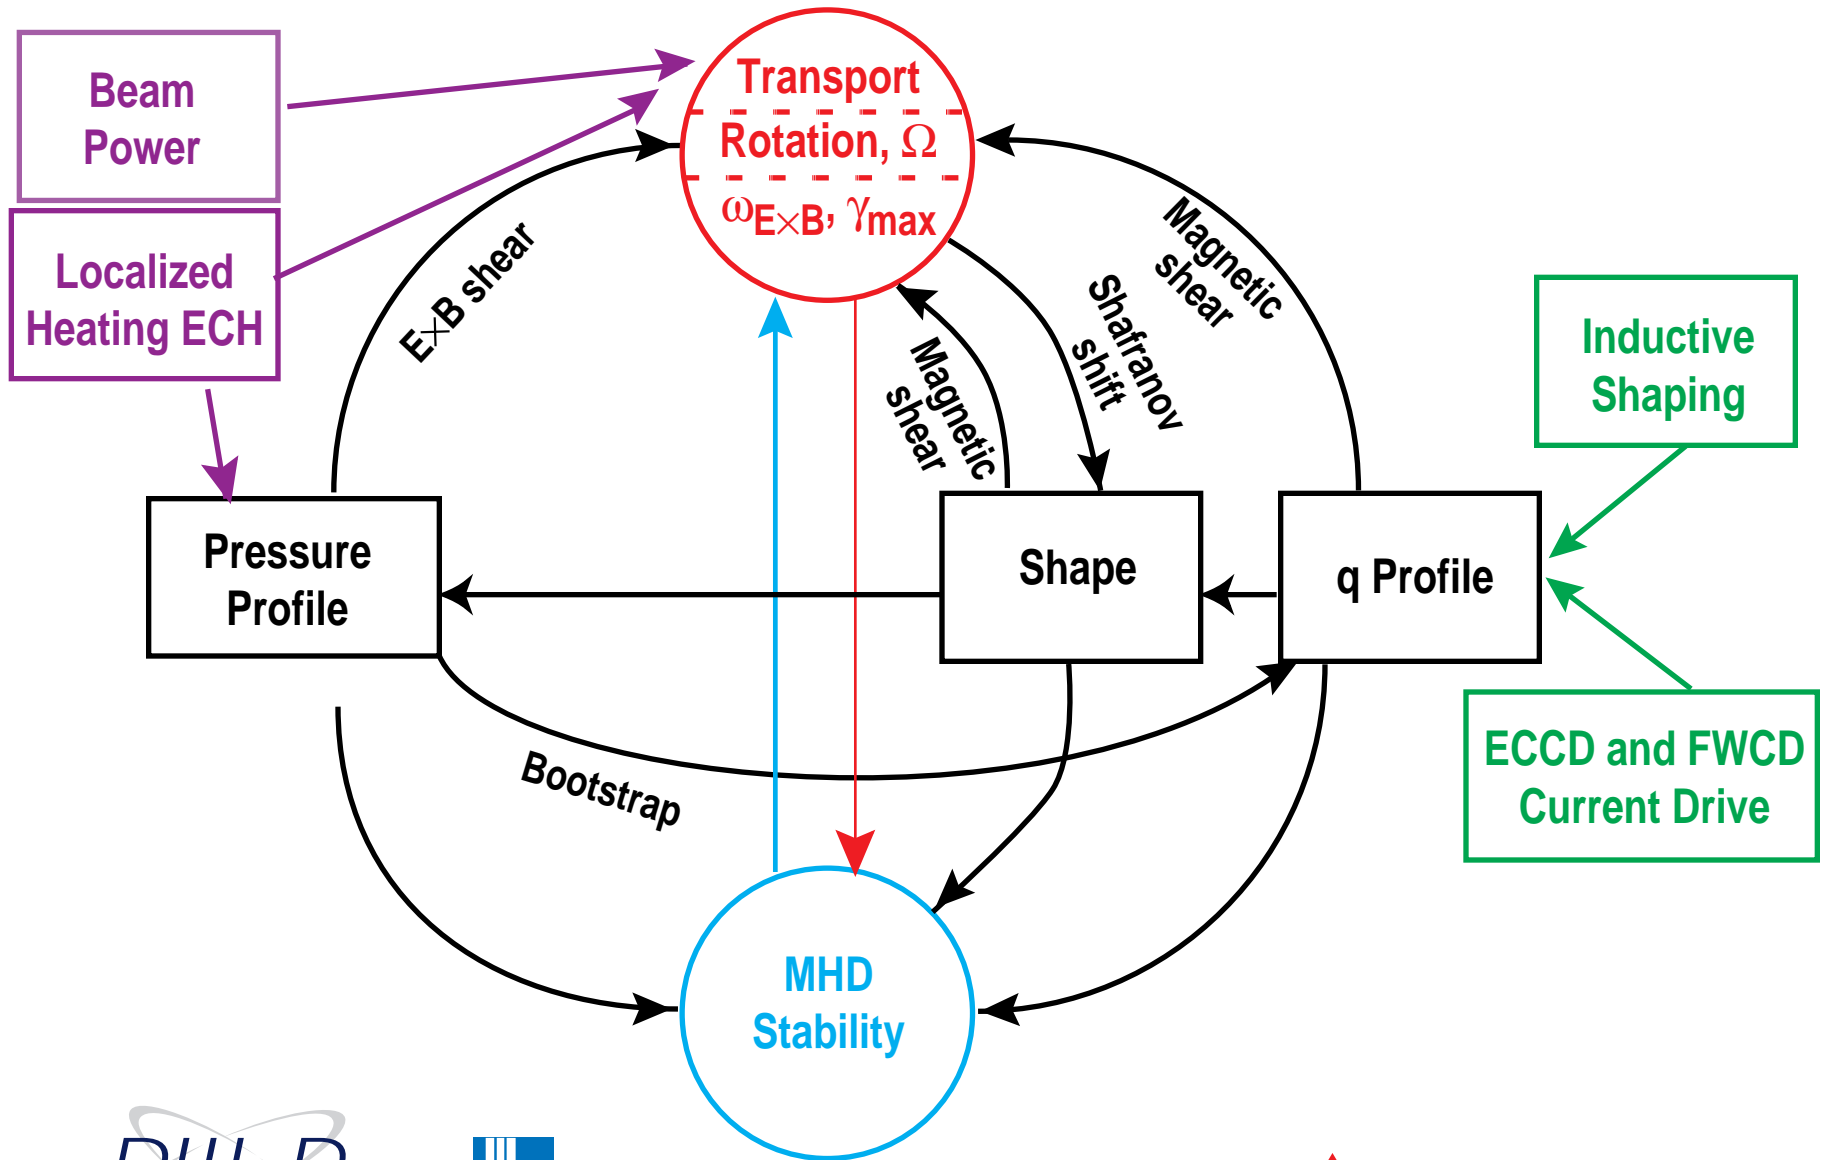 Beam
Power
Localized
Heating ECH
Transport
Rotation, Ω
ωE×B, γmax
E×B shear
Magnetic
shear
Shafranov
shift
Magnetic
shear
Inductive
Shaping
Pressure
Profile
Shape
q Profile
ECCD and FWCD
Current Drive
Bootstrap
MHD
Stability